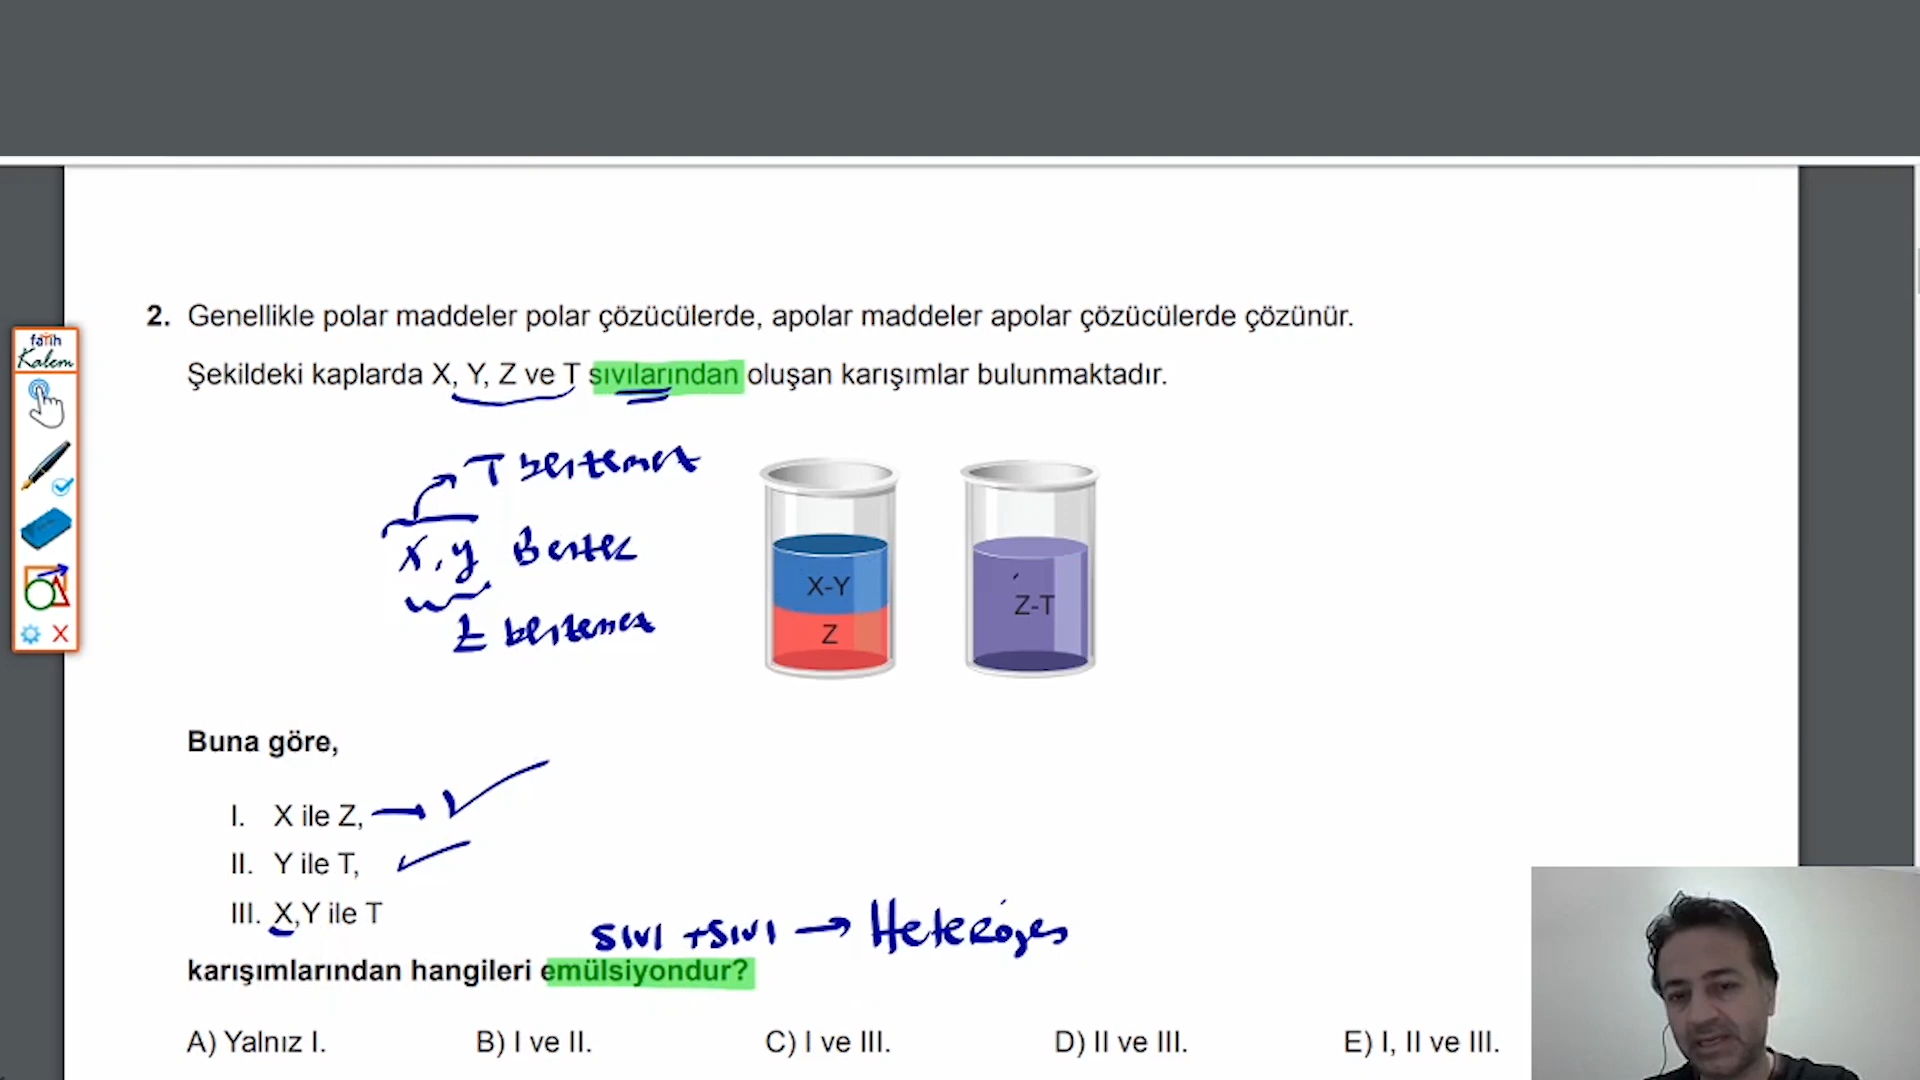 2. Genellikle polar maddeler polar çözücülerde, apolar maddeler apolar çözücülerde çözünür.
fatih
Kalem
Şekildeki kaplarda X, Y, Z ve T sıvılarından oluşan karışımlar bulunmaktadır.
T benzemez
X, y Benzer
Z benzemez
X-Y
Z
Z-T
Buna göre,
I. X ile Z,
II. Y ile T,
III. X,Y ile T
sıvı + sıvı → Heterojen
karışımlarından hangileri emülsiyondur?
A) Yalnız I. B) I ve II. C) I ve III. D) II ve III. E) I, II ve III.